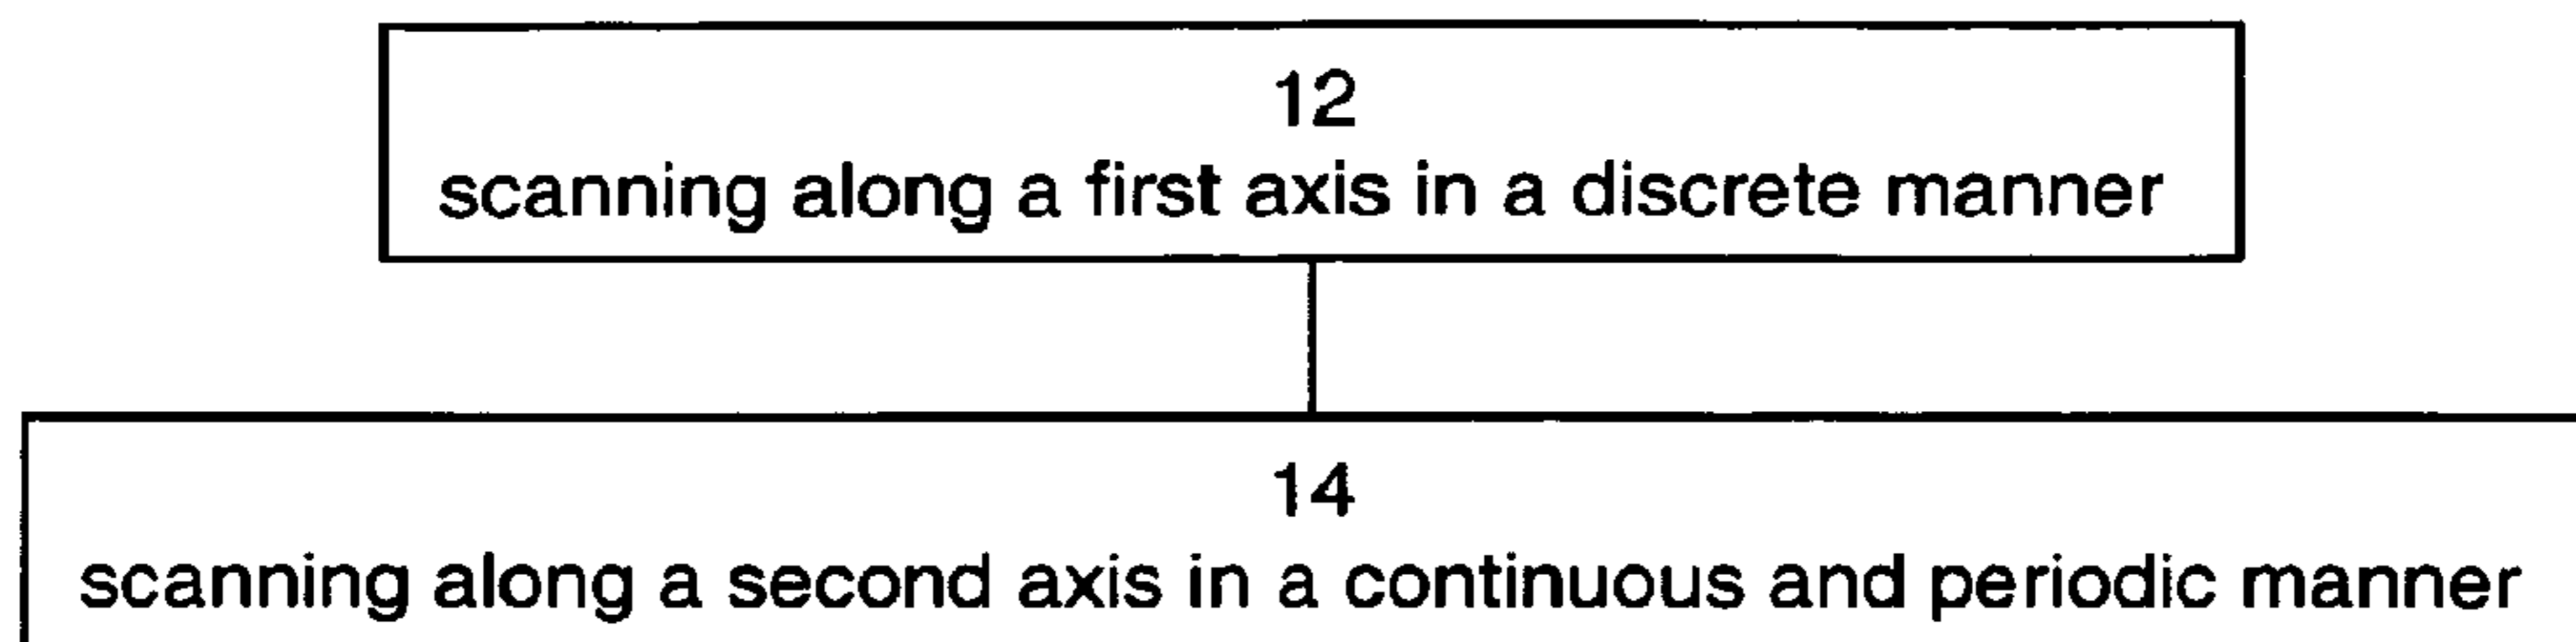 12
scanning along a first axis in a discrete manner
14
scanning along a second axis in a continuous and periodic manner